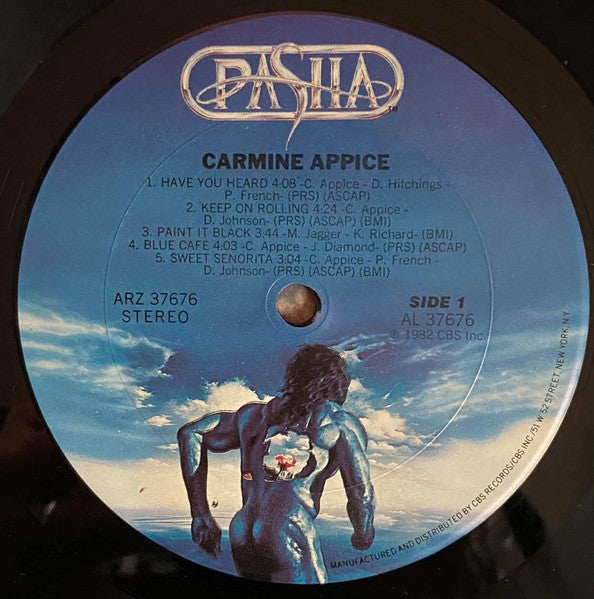 PASHA
TM
CARMINE APPICE
1. HAVE YOU HEARD 4:08 -C. Appice - D. Hitchings -
P. French- (PRS) (ASCAP)
2. KEEP ON ROLLING 4:24 -C. Appice -
D. Johnson- (PRS) (ASCAP) (BMI)
3. PAINT IT BLACK 3:44 -M. Jagger - K. Richard- (BMI)
4. BLUE CAFE 4:03 -C. Appice - J. Diamond- (PRS) (ASCAP)
5. SWEET SENORITA 3:04 -C. Appice - P. French -
D. Johnson- (PRS) (ASCAP) (BMI)
ARZ 37676
STEREO
SIDE 1
AL 37676
℗ 1982 CBS Inc.
MANUFACTURED AND DISTRIBUTED BY CBS RECORDS/CBS INC./51 W. 52 STREET, NEW YORK, N.Y.